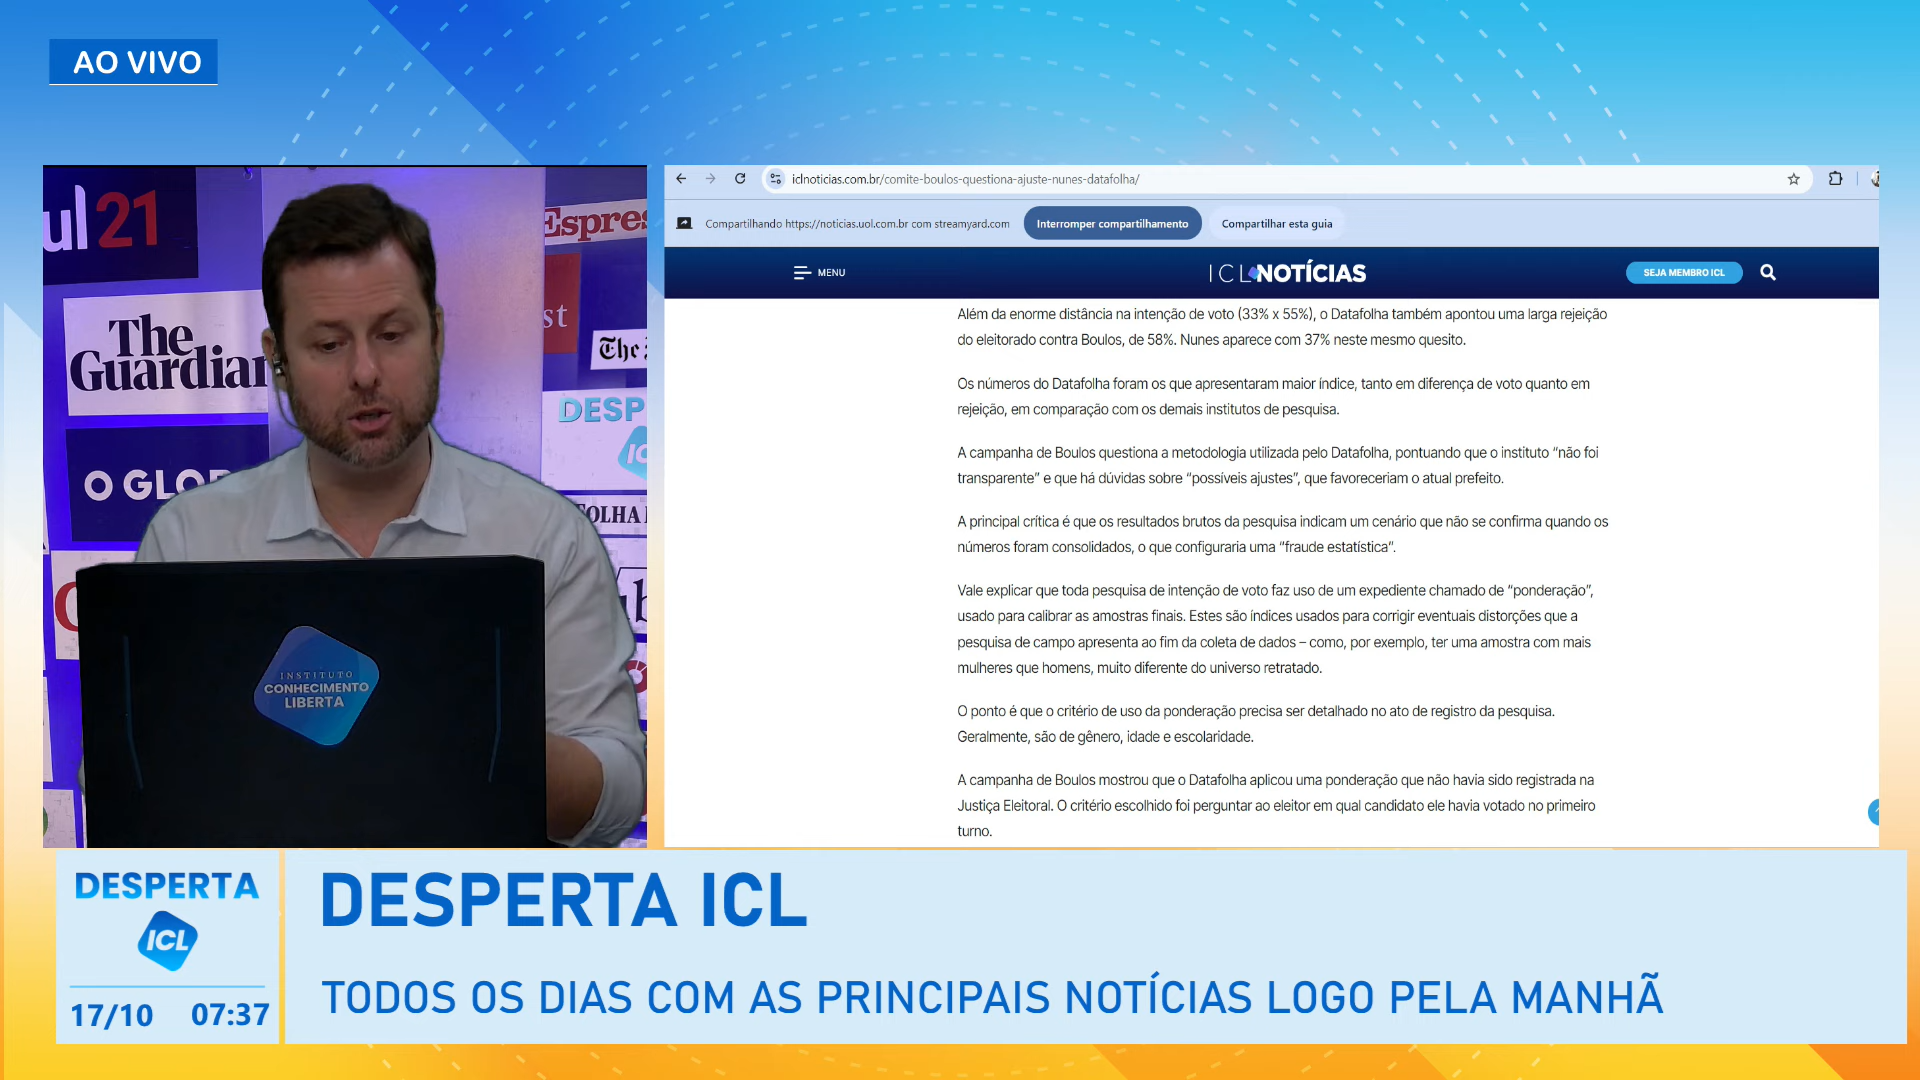 AO VIVO
ul 21
Espres
The
Guardian
st
The
DESP
O GLO
OLHA
INSTITUTO
CONHECIMENTO
LIBERTA
iclnoticias.com.br/comite-boulos-questiona-ajuste-nunes-datafolha/
Compartilhando https://noticias.uol.com.br com streamyard.com
Interromper compartilhamento
Compartilhar esta guia
MENU
ICL NOTÍCIAS
SEJA MEMBRO ICL
Além da enorme distância na intenção de voto (33% x 55%), o Datafolha também apontou uma larga rejeição
do eleitorado contra Boulos, de 58%. Nunes aparece com 37% neste mesmo quesito.
Os números do Datafolha foram os que apresentaram maior índice, tanto em diferença de voto quanto em
rejeição, em comparação com os demais institutos de pesquisa.
A campanha de Boulos questiona a metodologia utilizada pelo Datafolha, pontuando que o instituto “não foi
transparente” e que há dúvidas sobre “possíveis ajustes”, que favoreceriam o atual prefeito.
A principal crítica é que os resultados brutos da pesquisa indicam um cenário que não se confirma quando os
números foram consolidados, o que configuraria uma “fraude estatística”.
Vale explicar que toda pesquisa de intenção de voto faz uso de um expediente chamado de “ponderação”,
usado para calibrar as amostras finais. Estes são índices usados para corrigir eventuais distorções que a
pesquisa de campo apresenta ao fim da coleta de dados – como, por exemplo, ter uma amostra com mais
mulheres que homens, muito diferente do universo retratado.
O ponto é que o critério de uso da ponderação precisa ser detalhado no ato de registro da pesquisa.
Geralmente, são de gênero, idade e escolaridade.
A campanha de Boulos mostrou que o Datafolha aplicou uma ponderação que não havia sido registrada na
Justiça Eleitoral. O critério escolhido foi perguntar ao eleitor em qual candidato ele havia votado no primeiro
turno.
DESPERTA
ICL
17/10 07:37
DESPERTA ICL
TODOS OS DIAS COM AS PRINCIPAIS NOTÍCIAS LOGO PELA MANHÃ